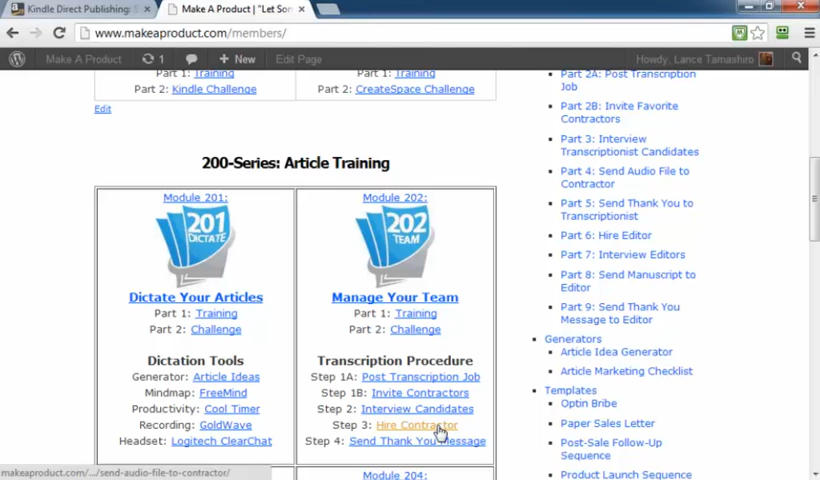 Kindle Direct Publishing: S
Make A Product | "Let Son
www.makeaproduct.com/members/
Make A Product
1
New
Edit Page
Howdy, Lance Tamashiro
Part 1: Training
Part 1: Training
Part 2: Kindle Challenge
Part 2: CreateSpace Challenge
Edit
200-Series: Article Training
Module 201:
Module 202:
201
DICTATE
202
TEAM
Dictate Your Articles
Manage Your Team
Part 1: Training
Part 1: Training
Part 2: Challenge
Part 2: Challenge
Dictation Tools
Transcription Procedure
Generator: Article Ideas
Step 1A: Post Transcription Job
Mindmap: FreeMind
Step 1B: Invite Contractors
Productivity: Cool Timer
Step 2: Interview Candidates
Recording: GoldWave
Step 3: Hire Contractor
Headset: Logitech ClearChat
Step 4: Send Thank You Message
Module 204:
makeaproduct.com/.../send-audio-file-to-contractor/
Part 2A: Post Transcription
Job
Part 2B: Invite Favorite
Contractors
Part 3: Interview
Transcriptionist Candidates
Part 4: Send Audio File to
Contractor
Part 5: Send Thank You to
Transcriptionist
Part 6: Hire Editor
Part 7: Interview Editors
Part 8: Send Manuscript to
Editor
Part 9: Send Thank You
Message to Editor
Generators
Article Idea Generator
Article Marketing Checklist
Templates
Optin Bribe
Paper Sales Letter
Post-Sale Follow-Up
Sequence
Product Launch Sequence